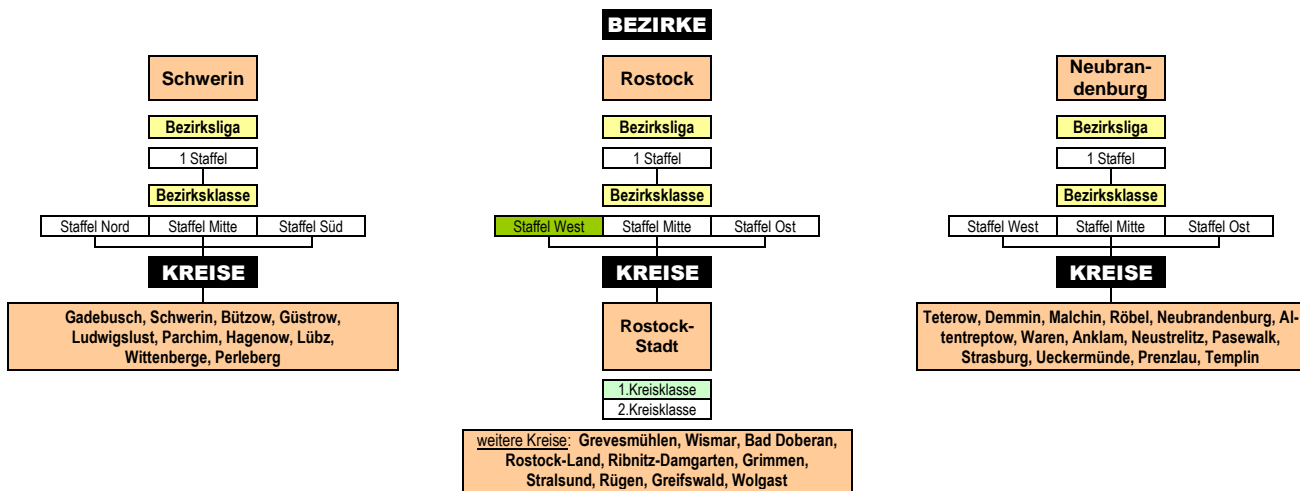 BEZIRKE
Schwerin
Bezirksliga
1 Staffel
Bezirksklasse
Staffel Nord
Staffel Mitte
Staffel Süd
KREISE
Gadebusch, Schwerin, Bützow, Güstrow,
Ludwigslust, Parchim, Hagenow, Lübz,
Wittenberge, Perleberg
Rostock
Bezirksliga
1 Staffel
Bezirksklasse
Staffel West
Staffel Mitte
Staffel Ost
KREISE
Rostock-
Stadt
1.Kreisklasse
2.Kreisklasse
weitere Kreise: Grevesmühlen, Wismar, Bad Doberan,
Rostock-Land, Ribnitz-Damgarten, Grimmen,
Stralsund, Rügen, Greifswald, Wolgast
Neubran-
denburg
Bezirksliga
1 Staffel
Bezirksklasse
Staffel West
Staffel Mitte
Staffel Ost
KREISE
Teterow, Demmin, Malchin, Röbel, Neubrandenburg, Al-
tentreptow, Waren, Anklam, Neustrelitz, Pasewalk,
Strasburg, Ueckermünde, Prenzlau, Templin